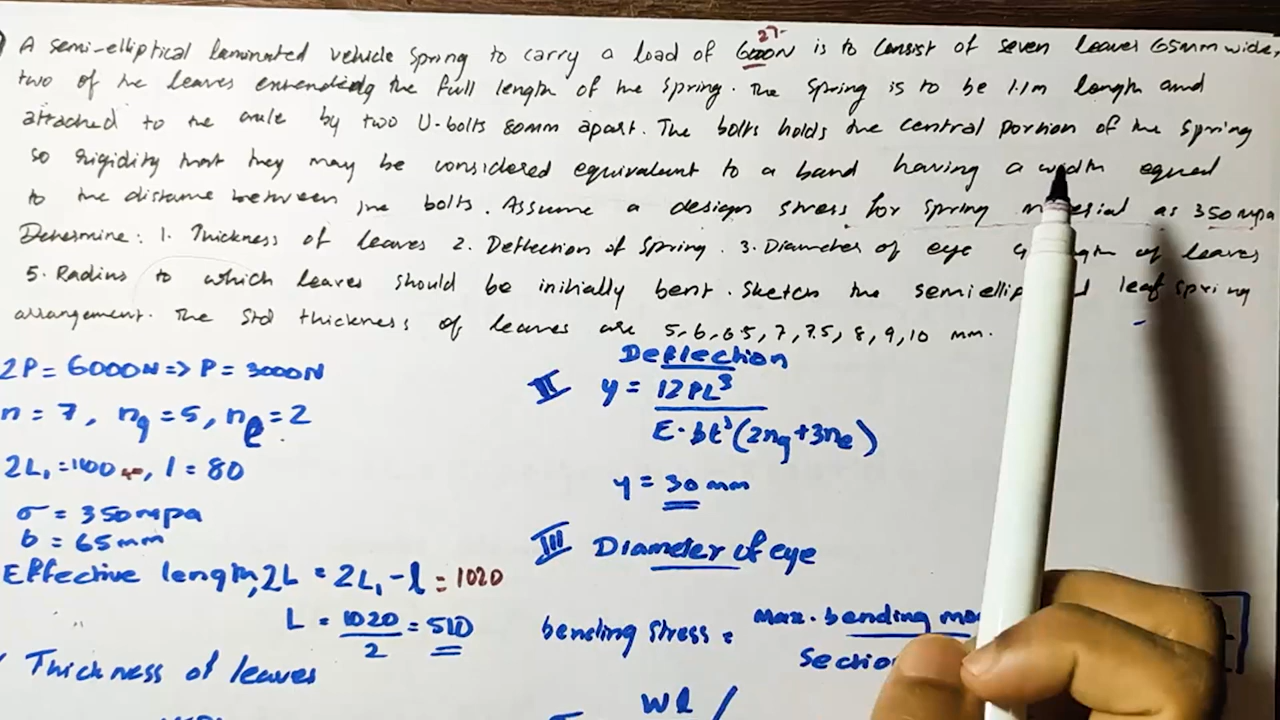 27-
A semi-elliptical laminated vehicle spring to carry a load of 6000N is to consist of seven leaves 65mm wide,
two of the leaves extending the full length of the spring. The spring is to be 1.1m length and
attached to the axle by two U-bolts 80mm apart. The bolts holds the central portion of the spring
so rigidity that they may be considered equivalent to a band having a width equal
to the distance between the bolts. Assume a design stress for spring material as 350 mpa
Determine: 1. Thickness of leaves 2. Deflection of spring. 3. Diameter of eye of leaves
5. Radius to which leaves should be initially bent. Sketch the semiellip leaf spring
arrangement. The Std thickness of leaves are 5, 6, 6.5, 7, 7.5, 8, 9, 10 mm.
2P = 6000N => P = 3000N
n = 7, ng = 5, ne = 2
2L1 = 1100, l = 80
σ = 350mpa
b = 65mm
Effective length, 2L = 2L1 - l = 1020
L = 1020/2 = 510
Thickness of leaves
Deflection
II y = 12PL³
E·bt³(2ng+3ne)
y = 30 mm
III Diameter of eye
bending stress = Max. bending
Wl /